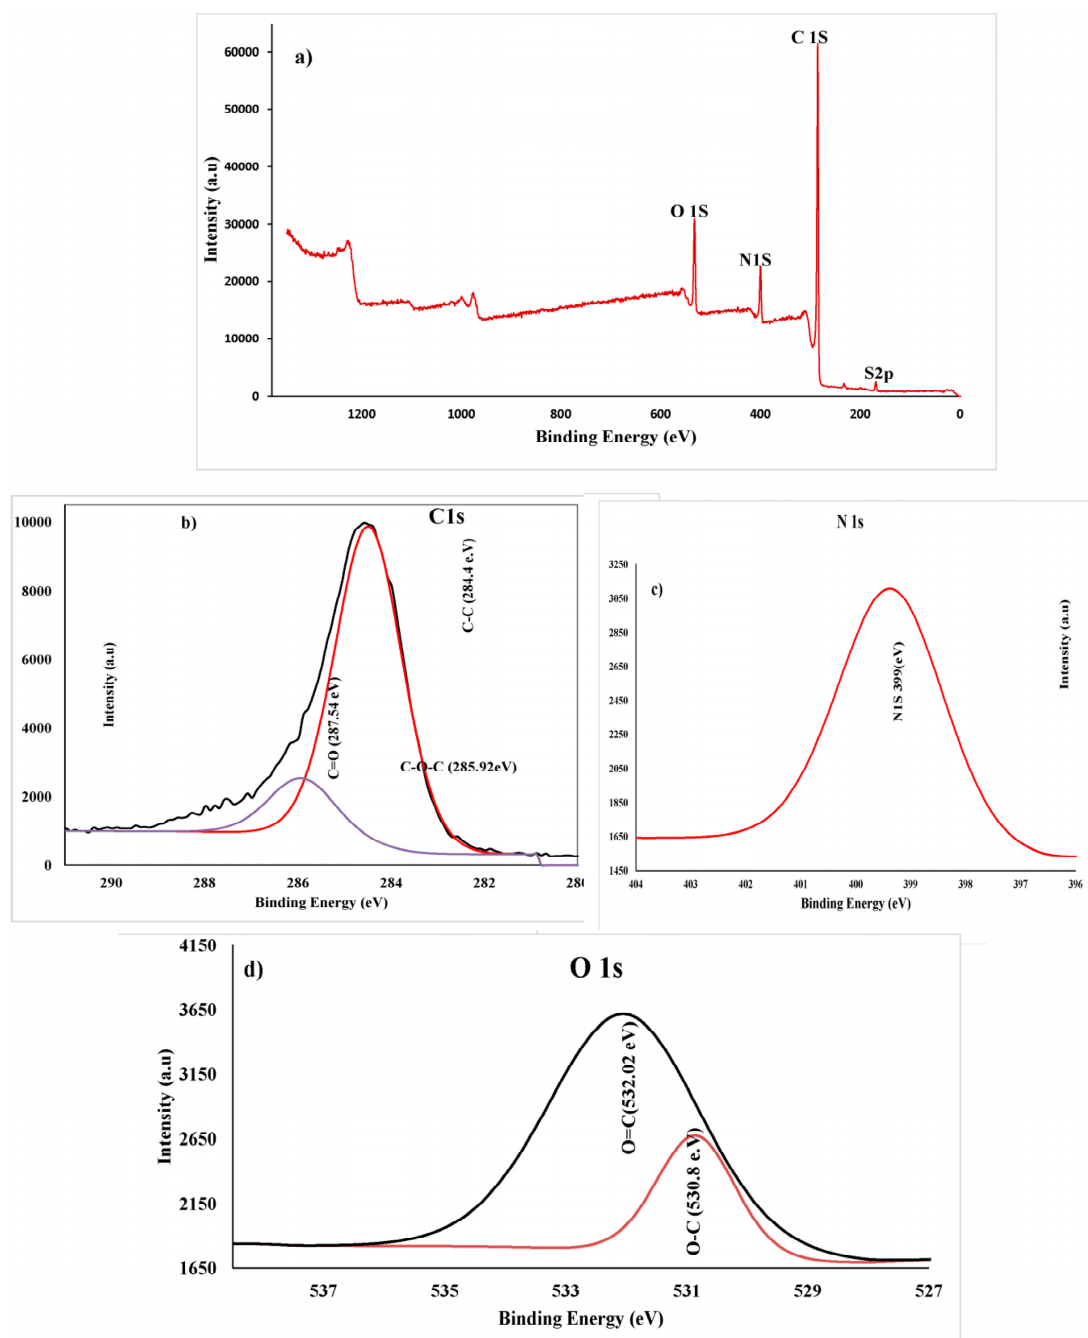 a)
C 1S
O 1S
N1S
S2p
60000
50000
40000
30000
20000
10000
0
Intensity (a.u)
1200 1000 800 600 400 200 0
Binding Energy (eV)
b)
C1s
10000
8000
6000
4000
2000
0
Intensity (a.u)
C-C (284.4 e.V)
C=O (287.54 eV)
C-O-C (285.92eV)
290 288 286 284 282 280
Binding Energy (eV)
N 1s
c)
3250
3050
2850
2650
2450
2250
2050
1850
1650
1450
N1S 399(eV)
Intensity (a.u)
404 403 402 401 400 399 398 397 396
Binding Energy (eV)
d)
O 1s
4150
3650
3150
2650
2150
1650
Intensity (a.u)
O=C(532.02 eV)
O-C (530.8 e.V)
537 535 533 531 529 527
Binding Energy (eV)